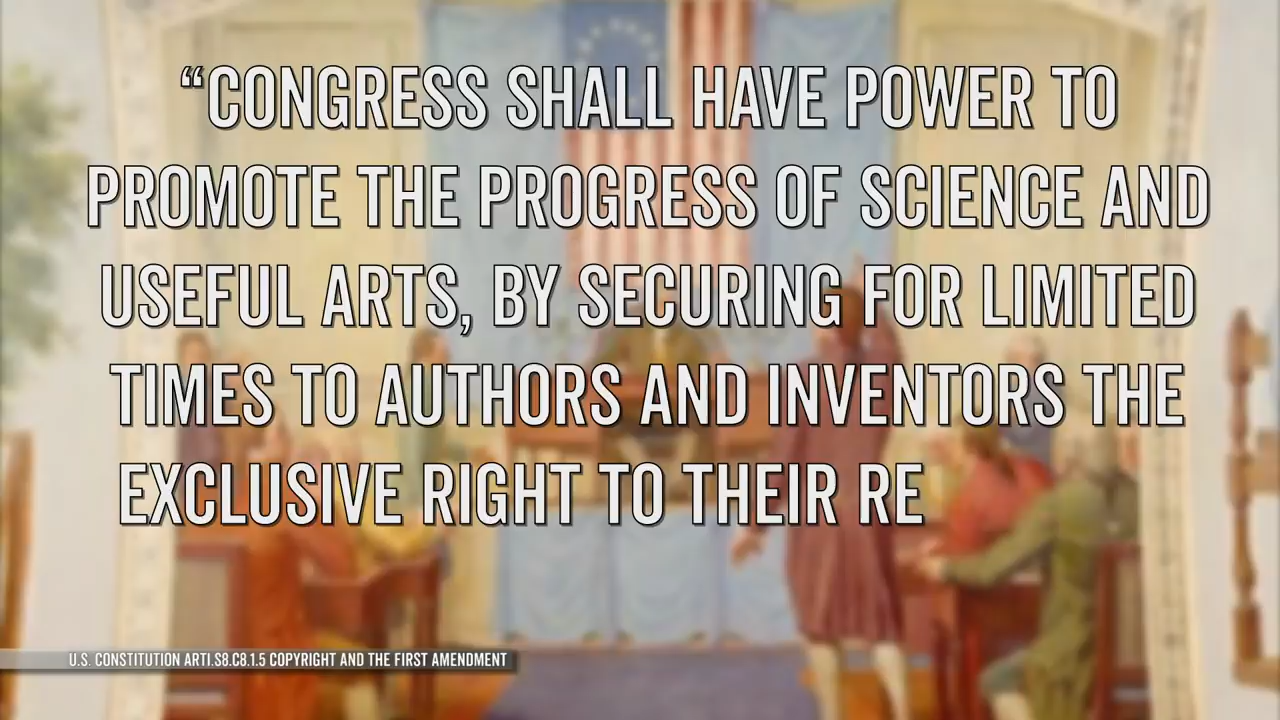 “CONGRESS SHALL HAVE POWER TO
PROMOTE THE PROGRESS OF SCIENCE AND
USEFUL ARTS, BY SECURING FOR LIMITED
TIMES TO AUTHORS AND INVENTORS THE
EXCLUSIVE RIGHT TO THEIR RE
U.S. CONSTITUTION ARTI.S8.C8.1.5 COPYRIGHT AND THE FIRST AMENDMENT